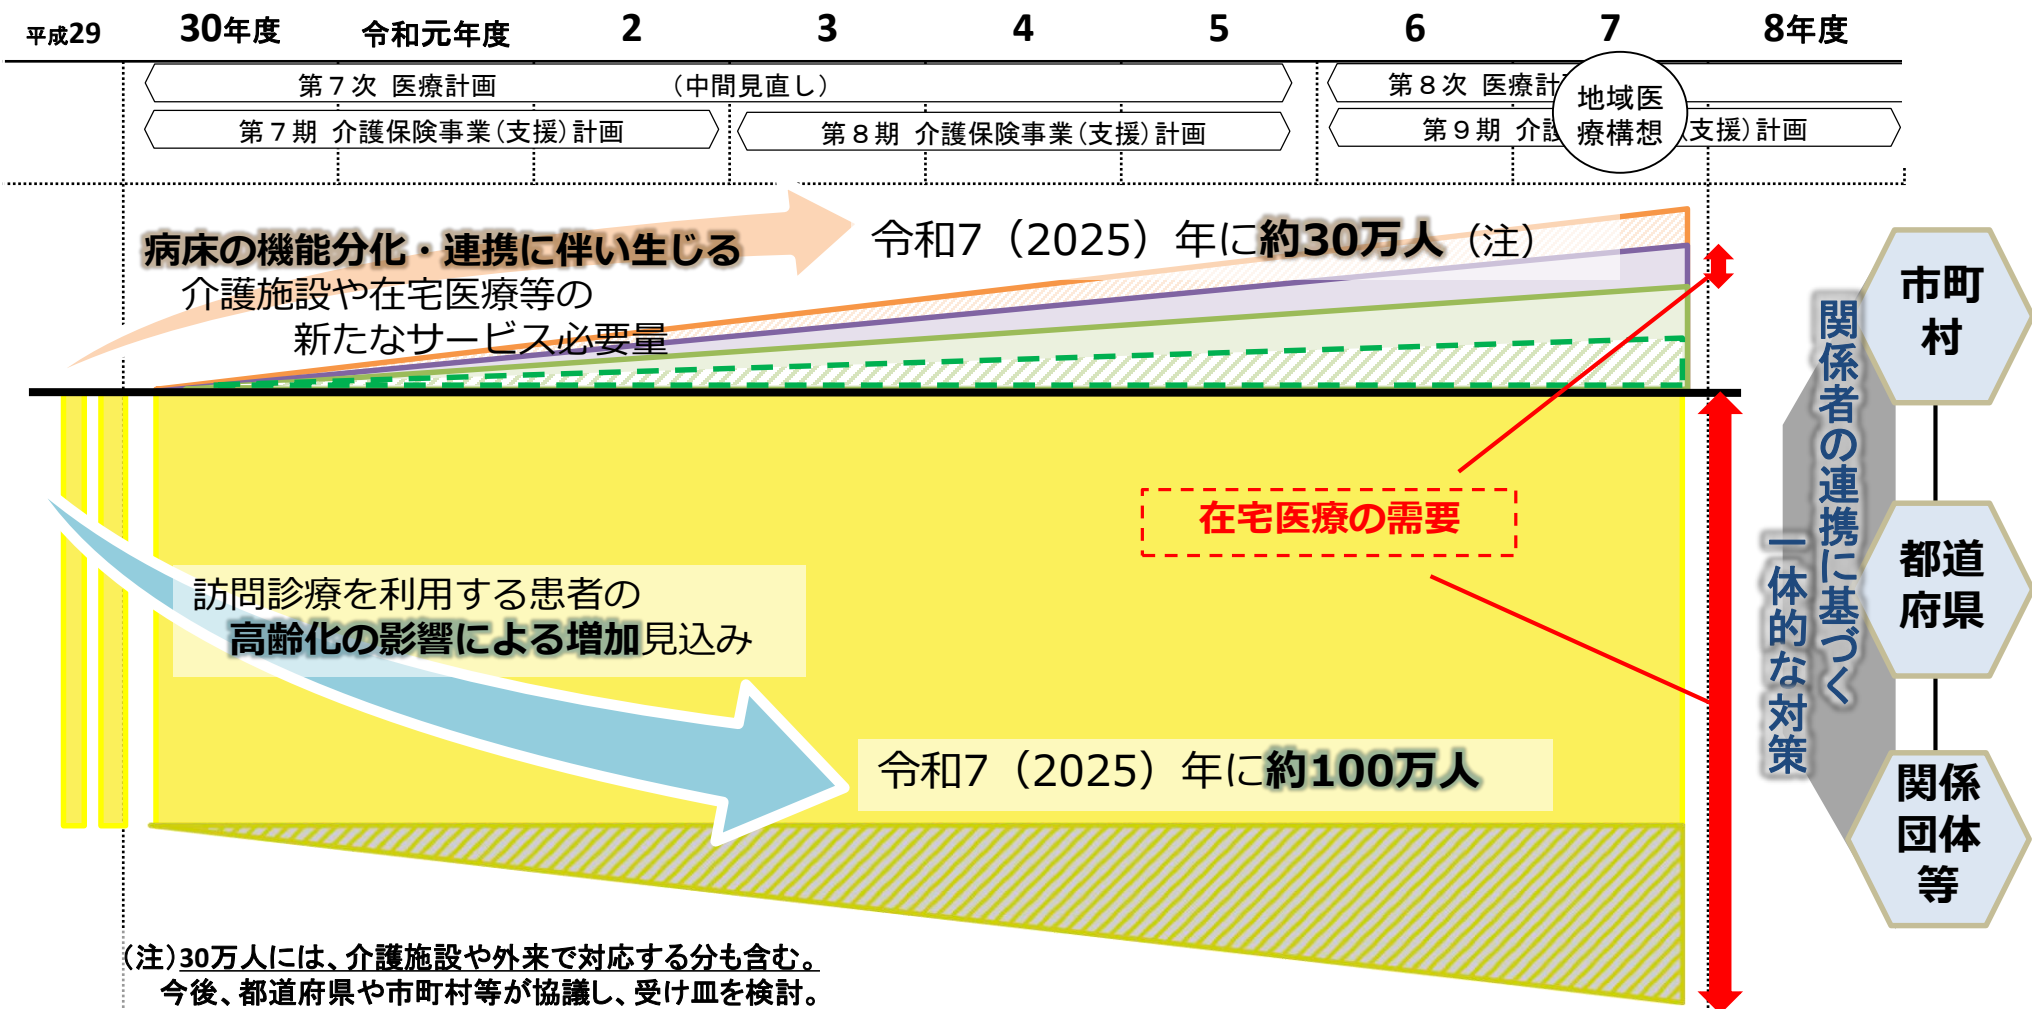 平成29 30年度 令和元年度 2 3 4 5 6 7 8年度
第７次 医療計画 （中間見直し）
第８次 医療計
地域医
療構想
第７期 介護保険事業（支援）計画
第８期 介護保険事業（支援）計画
第９期 介 支援）計画
病床の機能分化・連携に伴い生じる
介護施設や在宅医療等の
新たなサービス必要量
令和7（2025）年に約30万人（注）
在宅医療の需要
訪問診療を利用する患者の
高齢化の影響による増加見込み
令和7（2025）年に約100万人
（注）30万人には、介護施設や外来で対応する分も含む。
今後、都道府県や市町村等が協議し、受け皿を検討。
関係者の連携に基づく
一体的な対策
市町
村
都道
府県
関係
団体
等